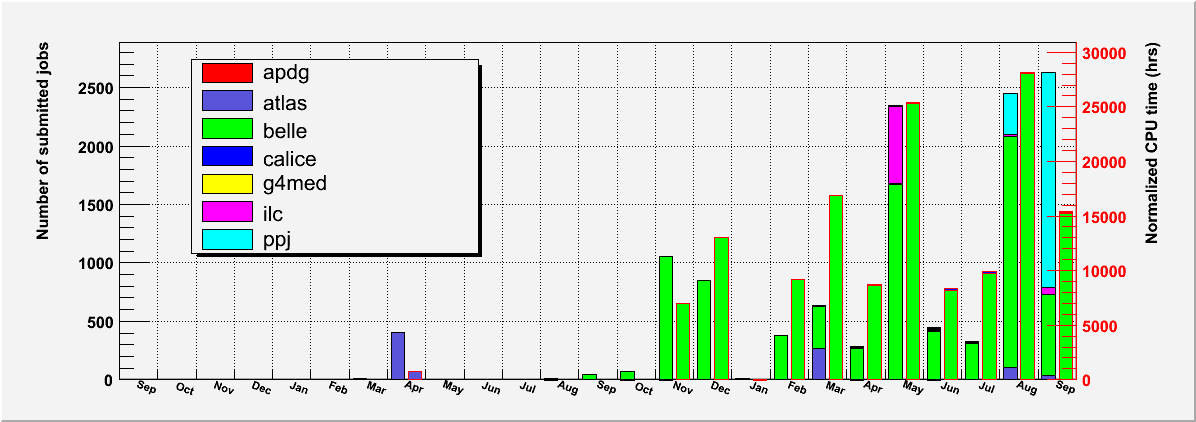 Number of submitted jobs
2500
2000
1500
1000
500
0
apdg
atlas
belle
calice
g4med
ilc
ppj
30000
25000
20000
15000
10000
5000
0
Normalized CPU time (hrs)
Sep Oct Nov Dec Jan Feb Mar Apr May Jun Jul Aug Sep Oct Nov Dec Jan Feb Mar Apr May Jun Jul Aug Sep